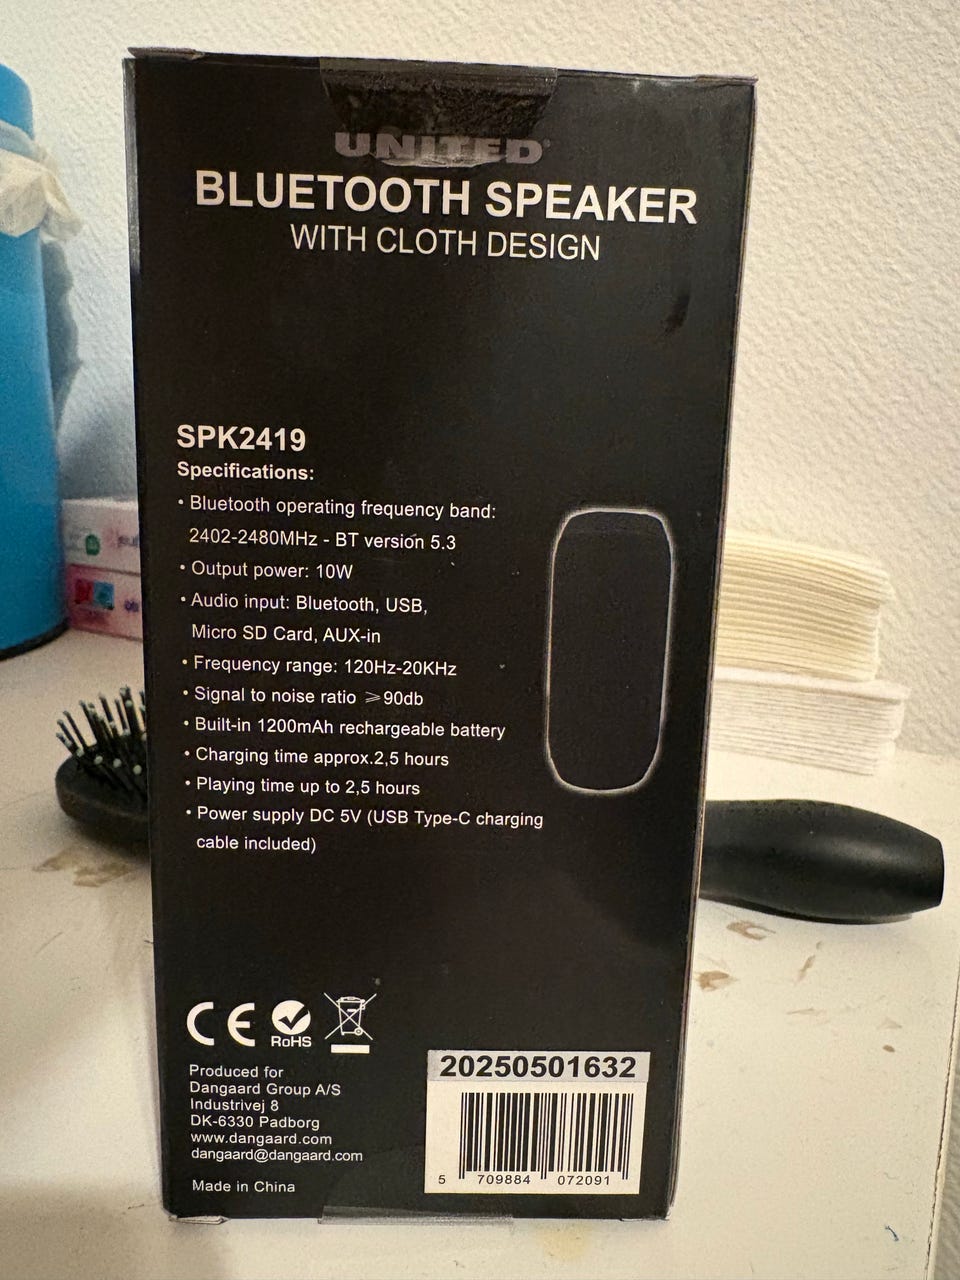 UNITED®
BLUETOOTH SPEAKER
WITH CLOTH DESIGN
SPK2419
Specifications:
• Bluetooth operating frequency band:
2402-2480MHz - BT version 5.3
• Output power: 10W
• Audio input: Bluetooth, USB,
Micro SD Card, AUX-in
• Frequency range: 120Hz-20KHz
• Signal to noise ratio ⩾90db
• Built-in 1200mAh rechargeable battery
• Charging time approx.2,5 hours
• Playing time up to 2,5 hours
• Power supply DC 5V (USB Type-C charging
cable included)
CE
RoHS
Produced for
Dangaard Group A/S
Industrivej 8
DK-6330 Padborg
www.dangaard.com
dangaard@dangaard.com
Made in China
20250501632
5 709884 072091